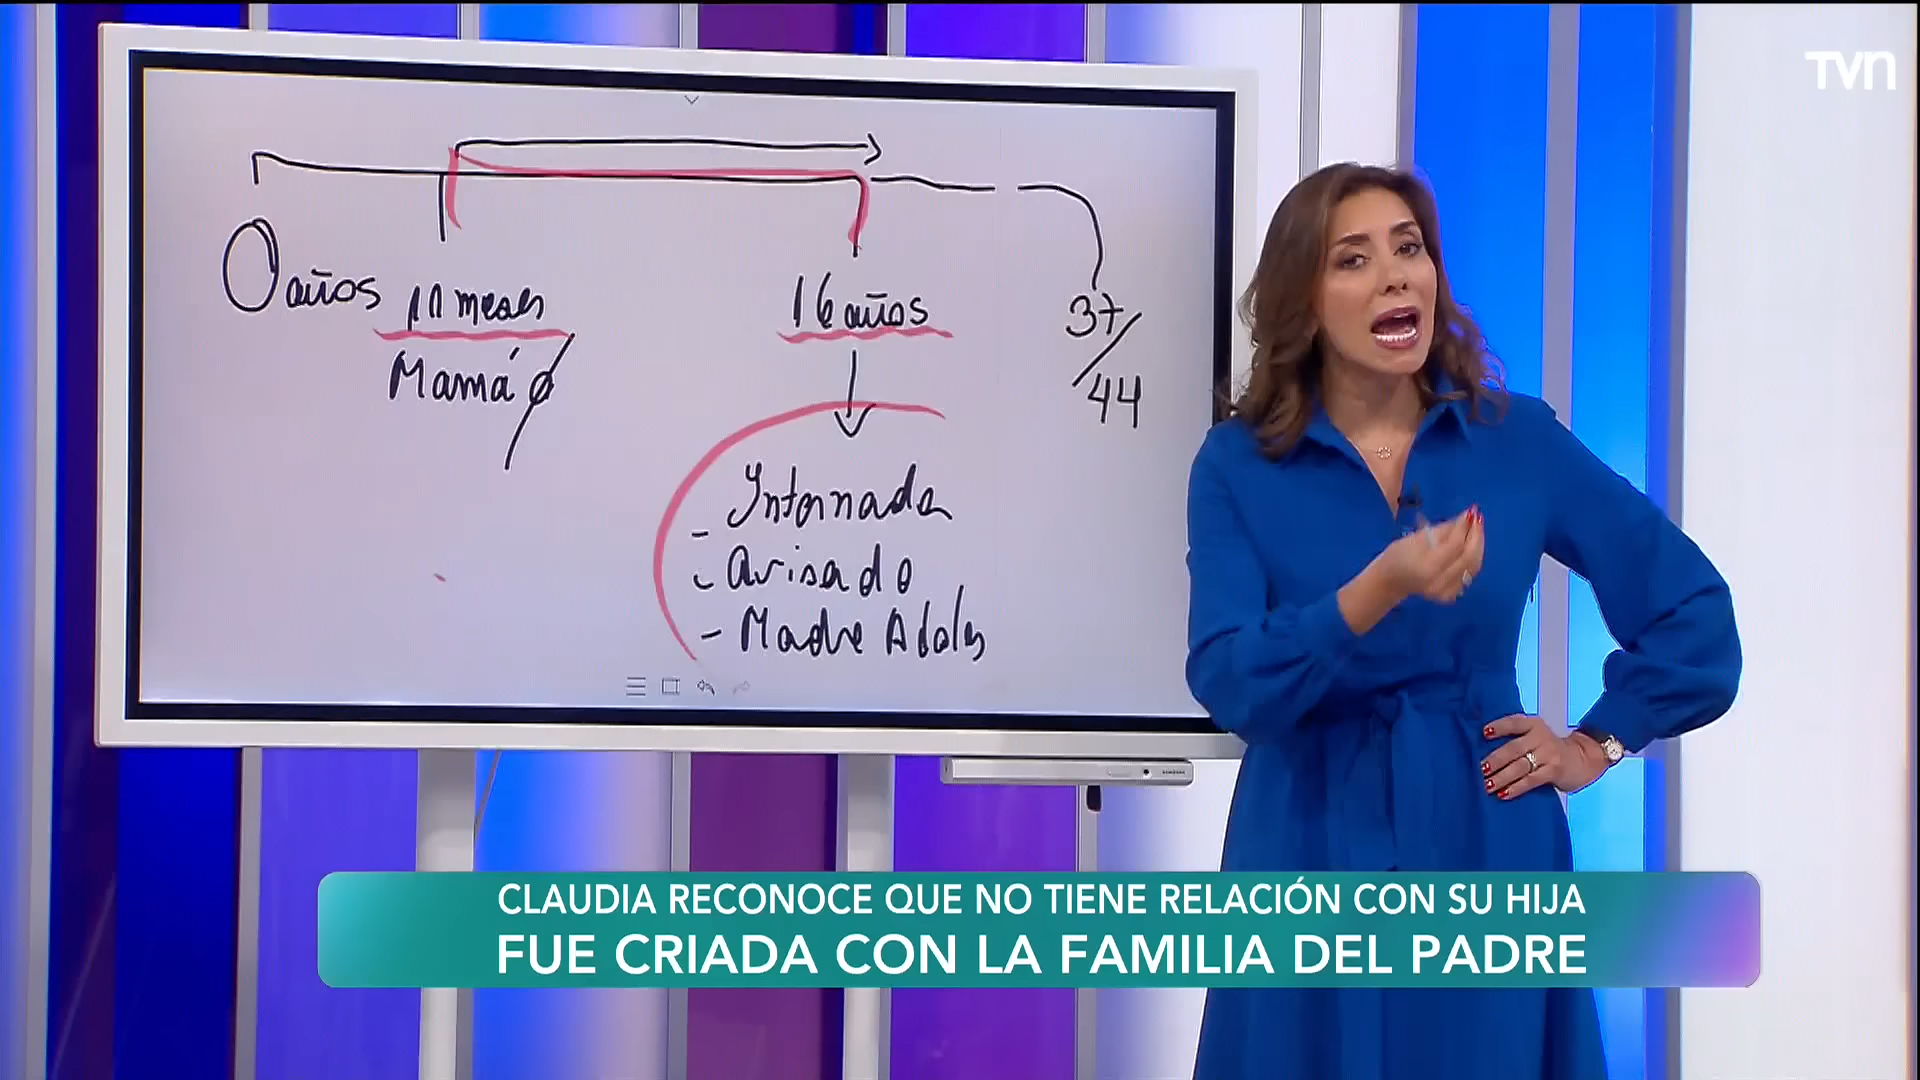 TVN
0 años
11 meses
16 años
37/
44
Mamá
- Internada
- Avisado
- Madre Adoles
SAMSUNG
CLAUDIA RECONOCE QUE NO TIENE RELACIÓN CON SU HIJA
FUE CRIADA CON LA FAMILIA DEL PADRE